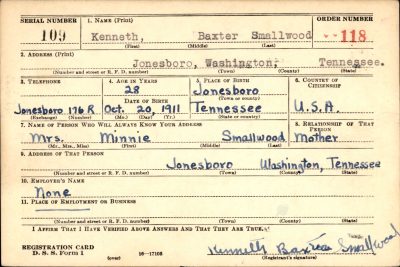 SERIAL NUMBER 1. NAME (Print) ORDER NUMBER
109 Kenneth, Baxter Smallwood 118
(First) (Middle) (Last)
2. ADDRESS (Print)
Jonesboro, Washington, Tennessee.
(Number and street or R. F. D. number) (Town) (County) (State)
3. TELEPHONE 4. AGE IN YEARS 5. PLACE OF BIRTH 6. COUNTRY OF CITIZENSHIP
28 Jonesboro
DATE OF BIRTH (Town or county)
Jonesboro 176 R Oct. 2 1911 Tennessee U.S.A.
(Exchange) (Number) (Mo.) (Day) (Yr.) (State or country)
7. NAME OF PERSON WHO WILL ALWAYS KNOW YOUR ADDRESS 8. RELATIONSHIP OF THAT PERSON
Mrs. Minnie Smallwood Mother
(Mr., Mrs., Miss) (First) (Middle) (Last)
9. ADDRESS OF THAT PERSON
Jonesboro Washington, Tennessee
(Number and street or R. F. D. number) (Town) (County) (State)
10. EMPLOYER'S NAME
None
11. PLACE OF EMPLOYMENT OR BUSINESS
(Number and street or R. F. D. number) (Town) (County) (State)
I AFFIRM THAT I HAVE VERIFIED ABOVE ANSWERS AND THAT THEY ARE TRUE.
REGISTRATION CARD
D. S. S. Form 1 16—17105 Kenneth Baxter Smallwood
(over) (Registrant's signature)